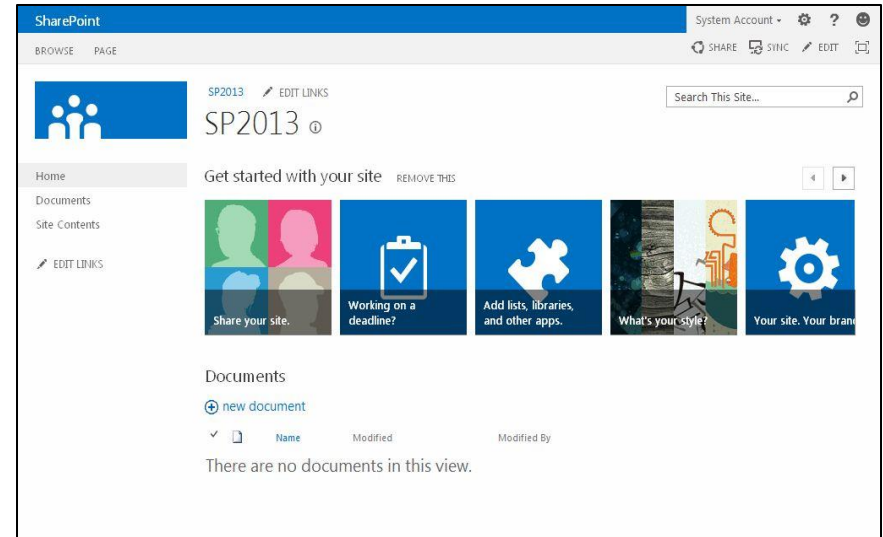 SharePoint
System Account
?
BROWSE PAGE
SHARE SYNC EDIT
SP2013 EDIT LINKS
SP2013
Search This Site...
Home
Documents
Site Contents
EDIT LINKS
Get started with your site REMOVE THIS
Share your site.
Working on a
deadline?
Add lists, libraries,
and other apps.
What's your style?
Your site. Your bran
Documents
new document
Name Modified Modified By
There are no documents in this view.